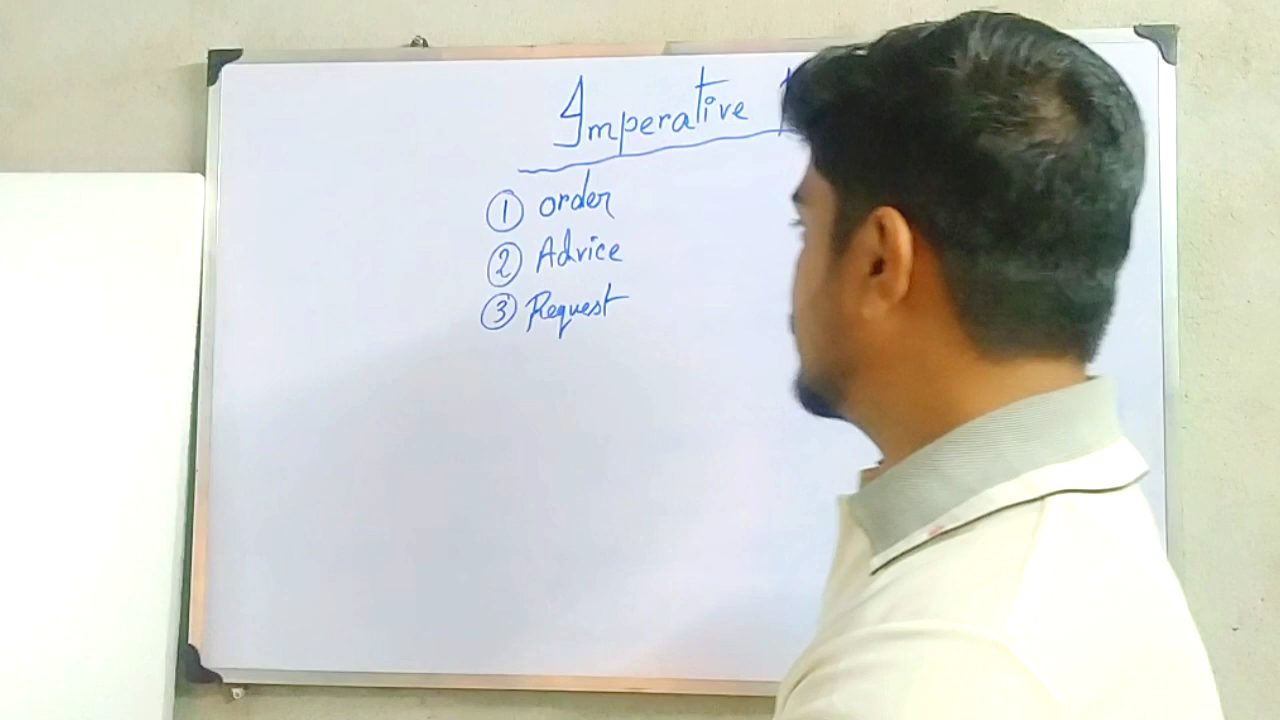 Imperative
① order
② Advice
③ Request